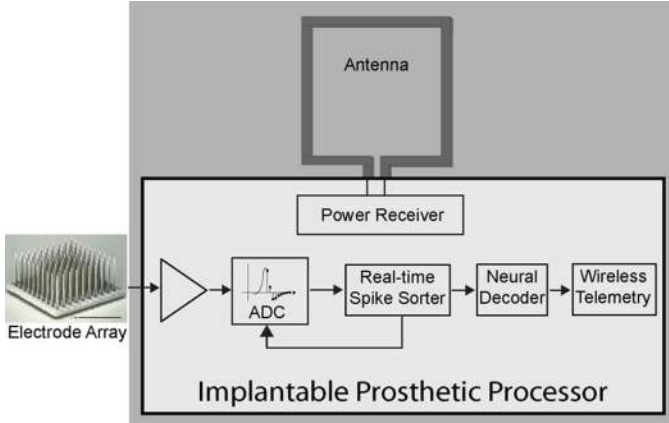 Antenna
Power Receiver
Electrode Array
ADC
Real-time
Spike Sorter
Neural
Decoder
Wireless
Telemetry
Implantable Prosthetic Processor